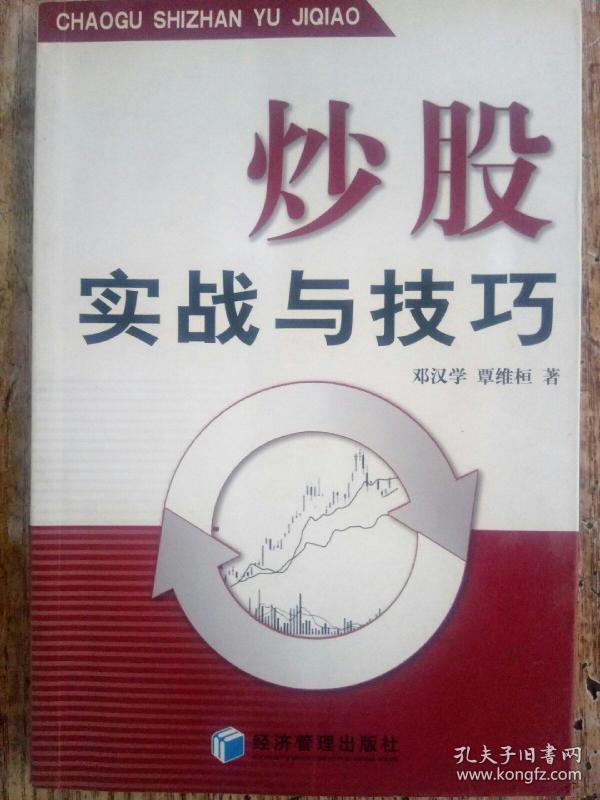 CHAOGU SHIZHAN YU JIQIAO
炒股
实战与技巧
邓汉学 覃维桓 著
经济管理出版社
孔夫子旧书网
www.kongfz.com